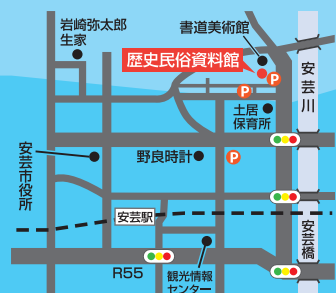 岩崎弥太郎
生家
書道美術館
歴史民俗資料館
P
P
安芸川
土居
保育所
安芸市役所
野良時計
P
安芸駅
安芸橋
R55
観光情報
センター